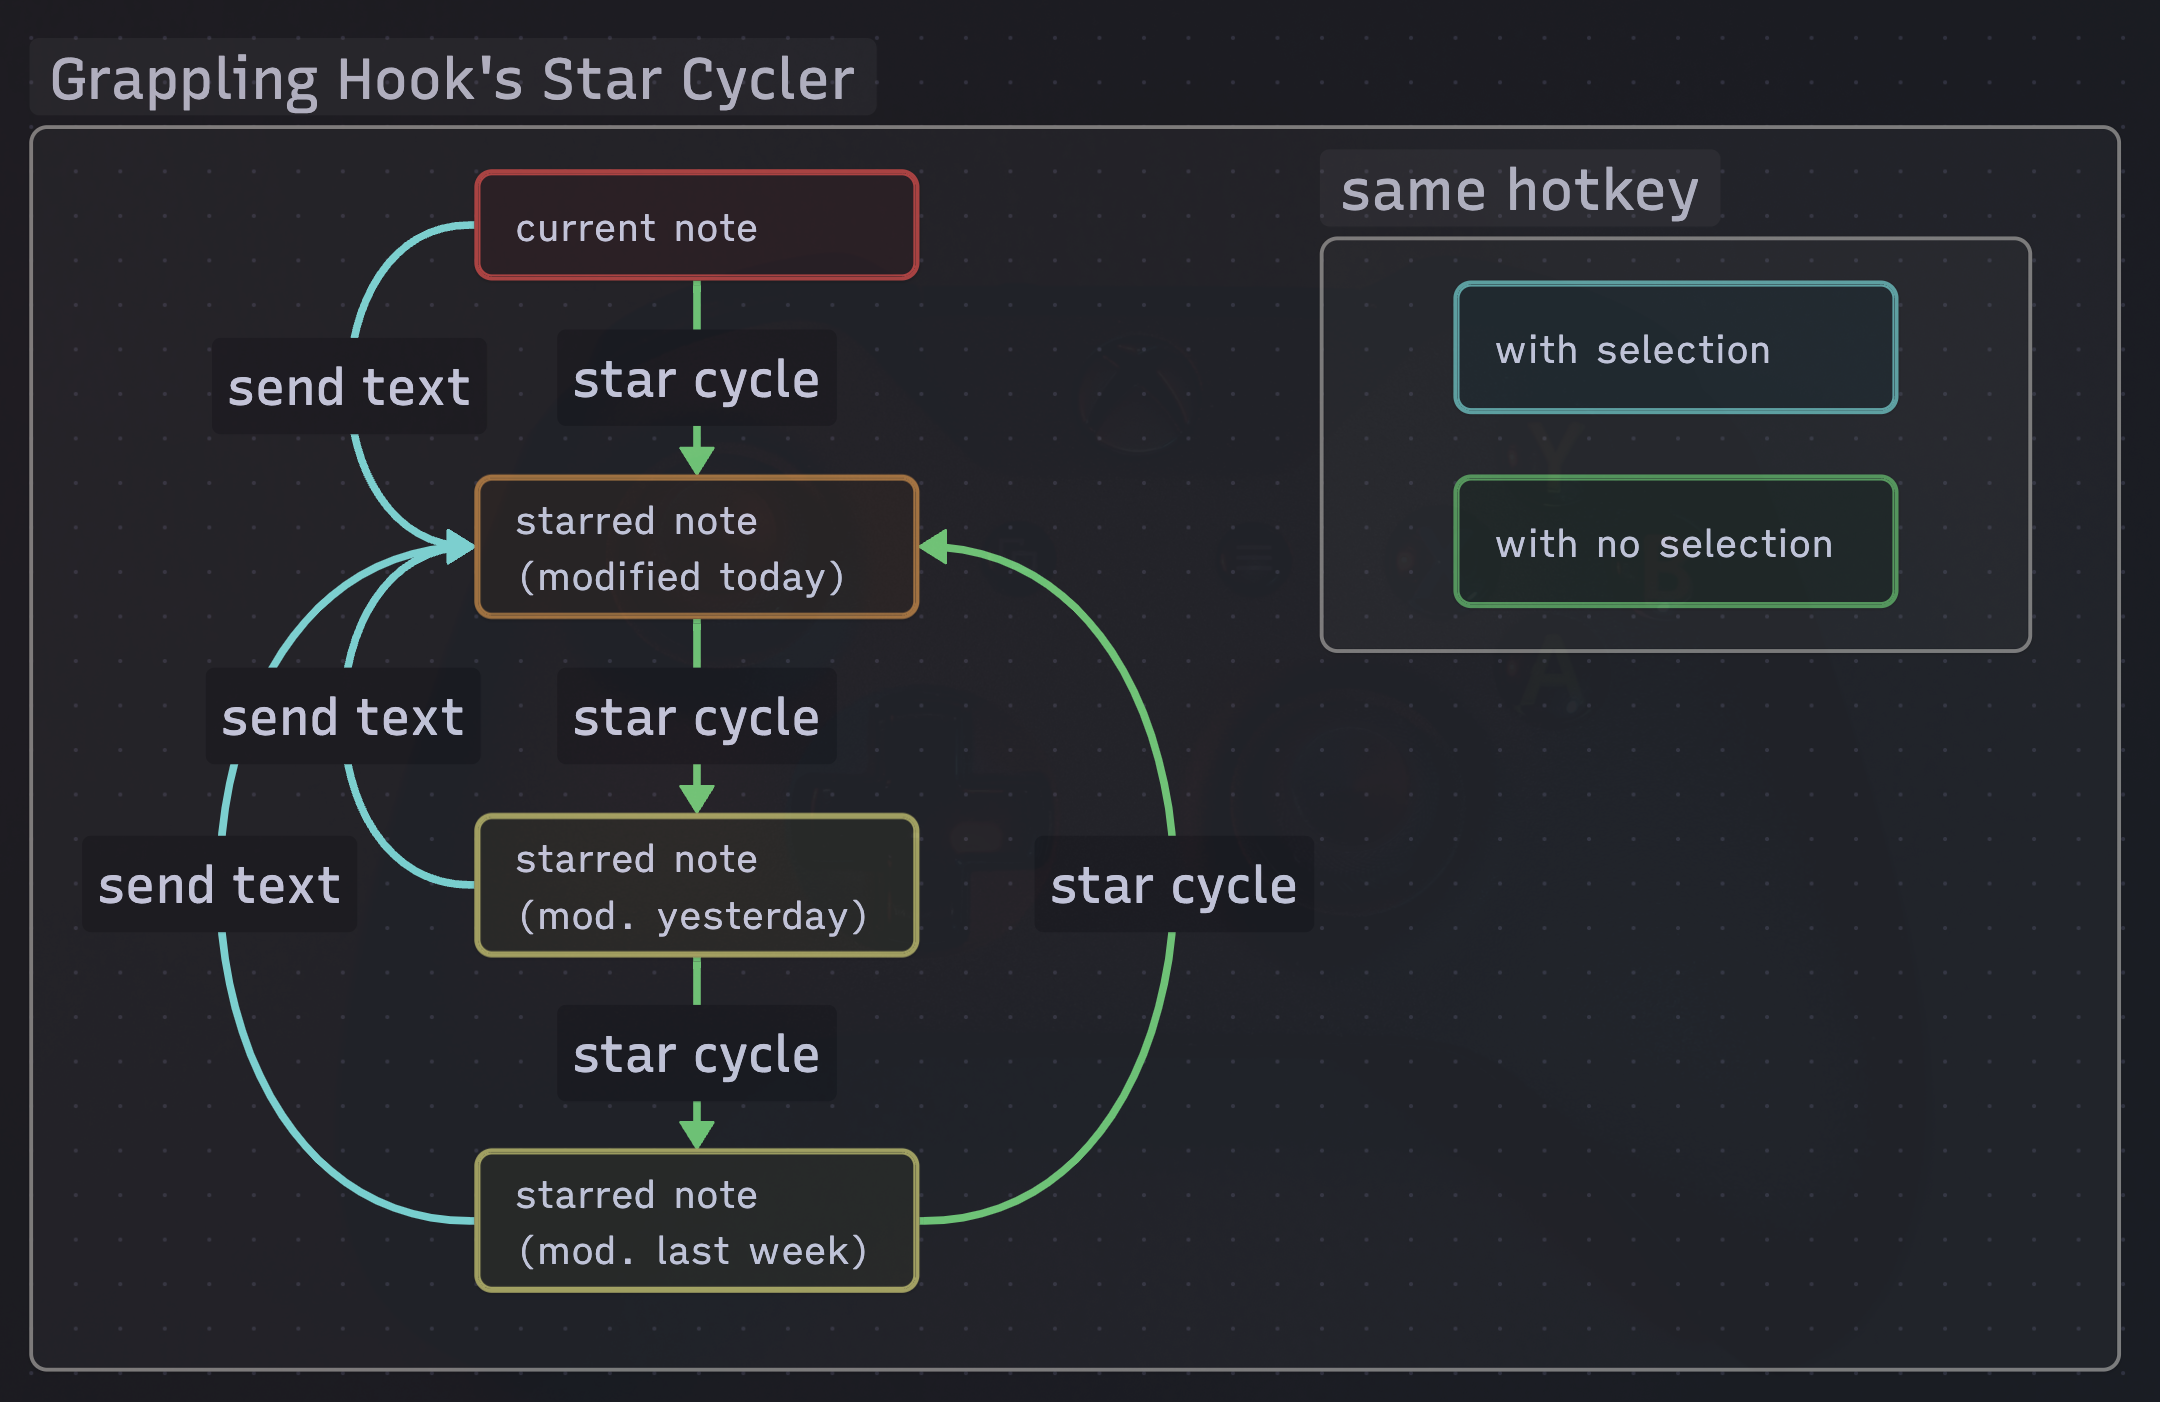 Grappling Hook's Star Cycler
same hotkey
current note
with selection
send text
star cycle
starred note
(modified today)
with no selection
send text
star cycle
starred note
(mod. yesterday)
send text
star cycle
star cycle
starred note
(mod. last week)